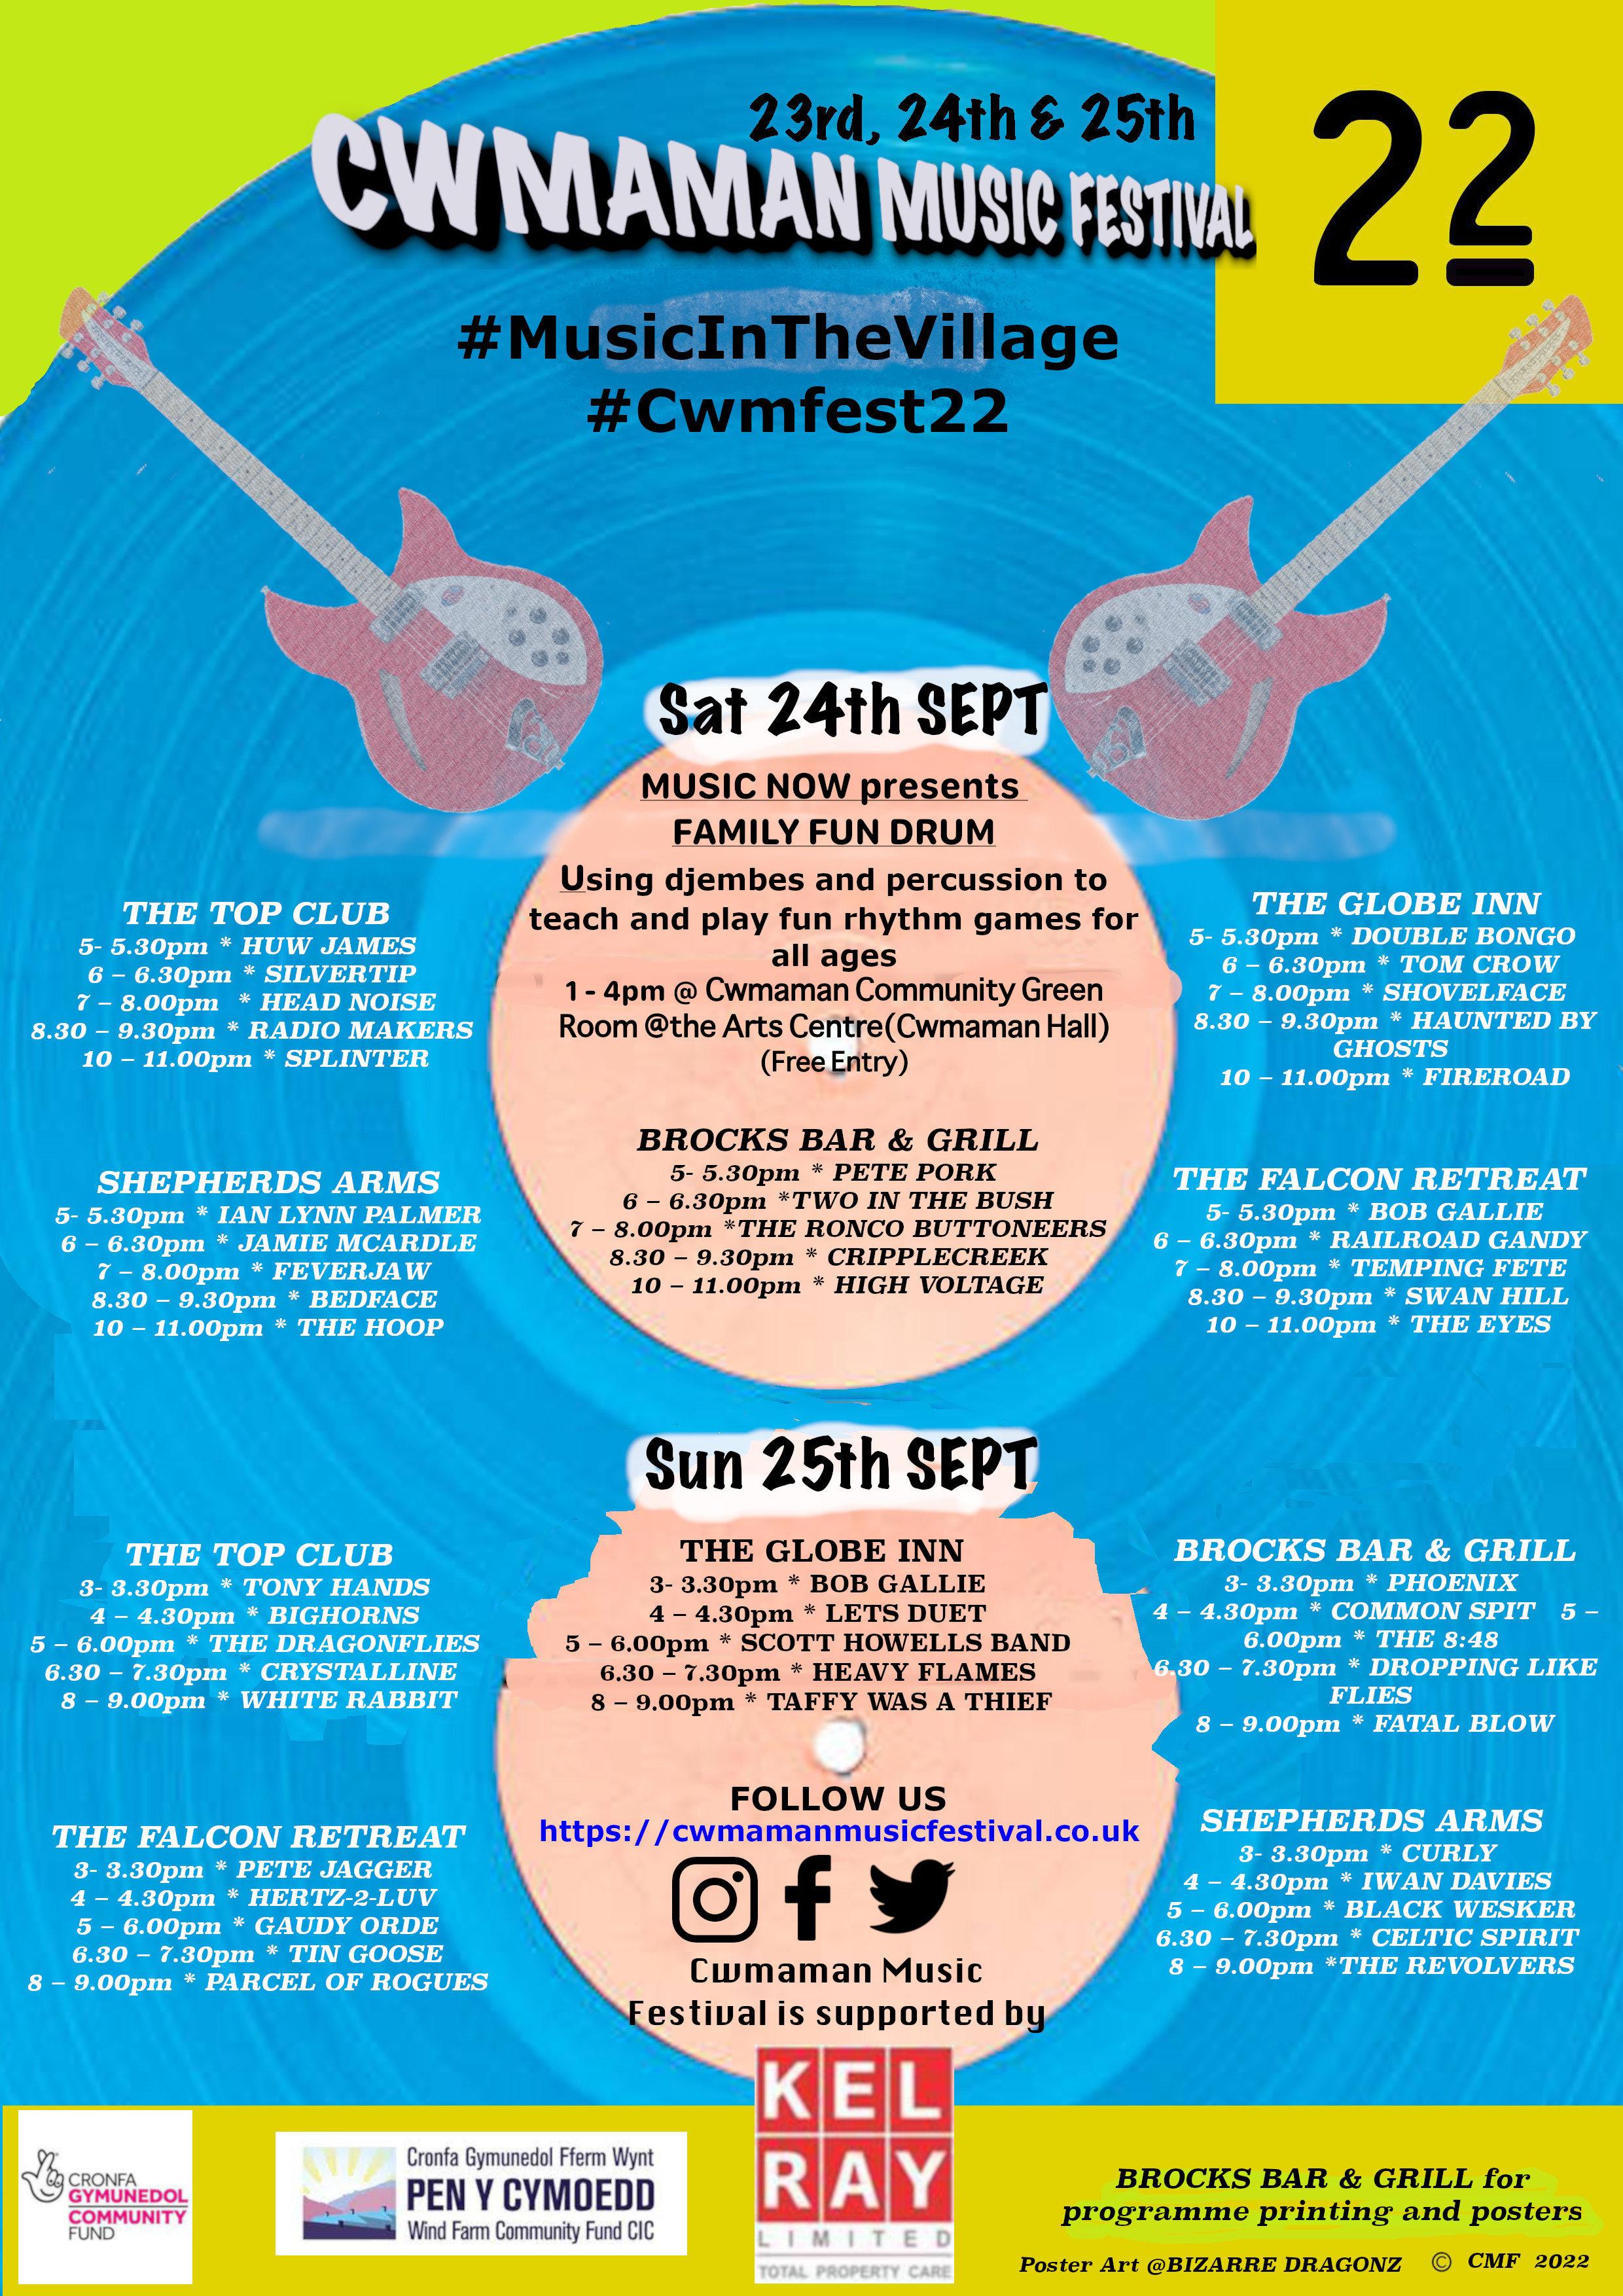 23rd, 24th & 25th
CWMAMAN MUSIC FESTIVAL
22
#MusicInTheVillage
#Cwmfest22
Sat 24th SEPT
MUSIC NOW presents
FAMILY FUN DRUM
Using djembes and percussion to
teach and play fun rhythm games for
all ages
1 - 4pm @ Cwmaman Community Green
Room @the Arts Centre(Cwmaman Hall)
(Free Entry)
THE TOP CLUB
5- 5.30pm * HUW JAMES
6 – 6.30pm * SILVERTIP
7 – 8.00pm * HEAD NOISE
8.30 – 9.30pm * RADIO MAKERS
10 – 11.00pm * SPLINTER
THE GLOBE INN
5- 5.30pm * DOUBLE BONGO
6 – 6.30pm * TOM CROW
7 – 8.00pm * SHOVELFACE
8.30 – 9.30pm * HAUNTED BY
GHOSTS
10 – 11.00pm * FIREROAD
SHEPHERDS ARMS
5- 5.30pm * IAN LYNN PALMER
6 – 6.30pm * JAMIE MCARDLE
7 – 8.00pm * FEVERJAW
8.30 – 9.30pm * BEDFACE
10 – 11.00pm * THE HOOP
BROCKS BAR & GRILL
5- 5.30pm * PETE PORK
6 – 6.30pm *TWO IN THE BUSH
7 – 8.00pm *THE RONCO BUTTONEERS
8.30 – 9.30pm * CRIPPLECREEK
10 – 11.00pm * HIGH VOLTAGE
THE FALCON RETREAT
5- 5.30pm * BOB GALLIE
6 – 6.30pm * RAILROAD GANDY
7 – 8.00pm * TEMPING FETE
8.30 – 9.30pm * SWAN HILL
10 – 11.00pm * THE EYES
Sun 25th SEPT
THE TOP CLUB
3- 3.30pm * TONY HANDS
4 – 4.30pm * BIGHORNS
5 – 6.00pm * THE DRAGONFLIES
6.30 – 7.30pm * CRYSTALLINE
8 – 9.00pm * WHITE RABBIT
THE GLOBE INN
3- 3.30pm * BOB GALLIE
4 – 4.30pm * LETS DUET
5 – 6.00pm * SCOTT HOWELLS BAND
6.30 – 7.30pm * HEAVY FLAMES
8 – 9.00pm * TAFFY WAS A THIEF
BROCKS BAR & GRILL
3- 3.30pm * PHOENIX
4 – 4.30pm * COMMON SPIT 5 –
6.00pm * THE 8:48
6.30 – 7.30pm * DROPPING LIKE
FLIES
8 – 9.00pm * FATAL BLOW
THE FALCON RETREAT
3- 3.30pm * PETE JAGGER
4 – 4.30pm * HERTZ-2-LUV
5 – 6.00pm * GAUDY ORDE
6.30 – 7.30pm * TIN GOOSE
8 – 9.00pm * PARCEL OF ROGUES
FOLLOW US
https://cwmamanmusicfestival.co.uk
SHEPHERDS ARMS
3- 3.30pm * CURLY
4 – 4.30pm * IWAN DAVIES
5 – 6.00pm * BLACK WESKER
6.30 – 7.30pm * CELTIC SPIRIT
8 – 9.00pm *THE REVOLVERS
Cwmaman Music
Festival is supported by
CRONFA
GYMUNEDOL
COMMUNITY
FUND
Cronfa Gymunedol Fferm Wynt
PEN Y CYMOEDD
Wind Farm Community Fund CIC
KEL
RAY
LIMITED
TOTAL PROPERTY CARE
BROCKS BAR & GRILL for
programme printing and posters
Poster Art @BIZARRE DRAGONZ © CMF 2022